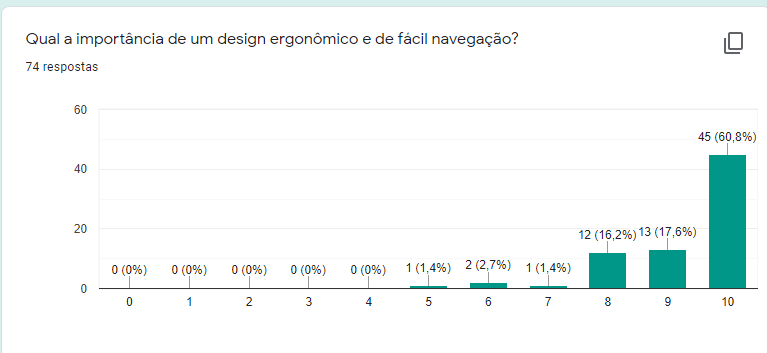 Qual a importância de um design ergonômico e de fácil navegação?
74 respostas
60
40
20
0
0 (0%) 0 (0%) 0 (0%) 0 (0%) 0 (0%) 1 (1,4%) 2 (2,7%) 1 (1,4%) 12 (16,2%) 13 (17,6%) 45 (60,8%)
0 1 2 3 4 5 6 7 8 9 10